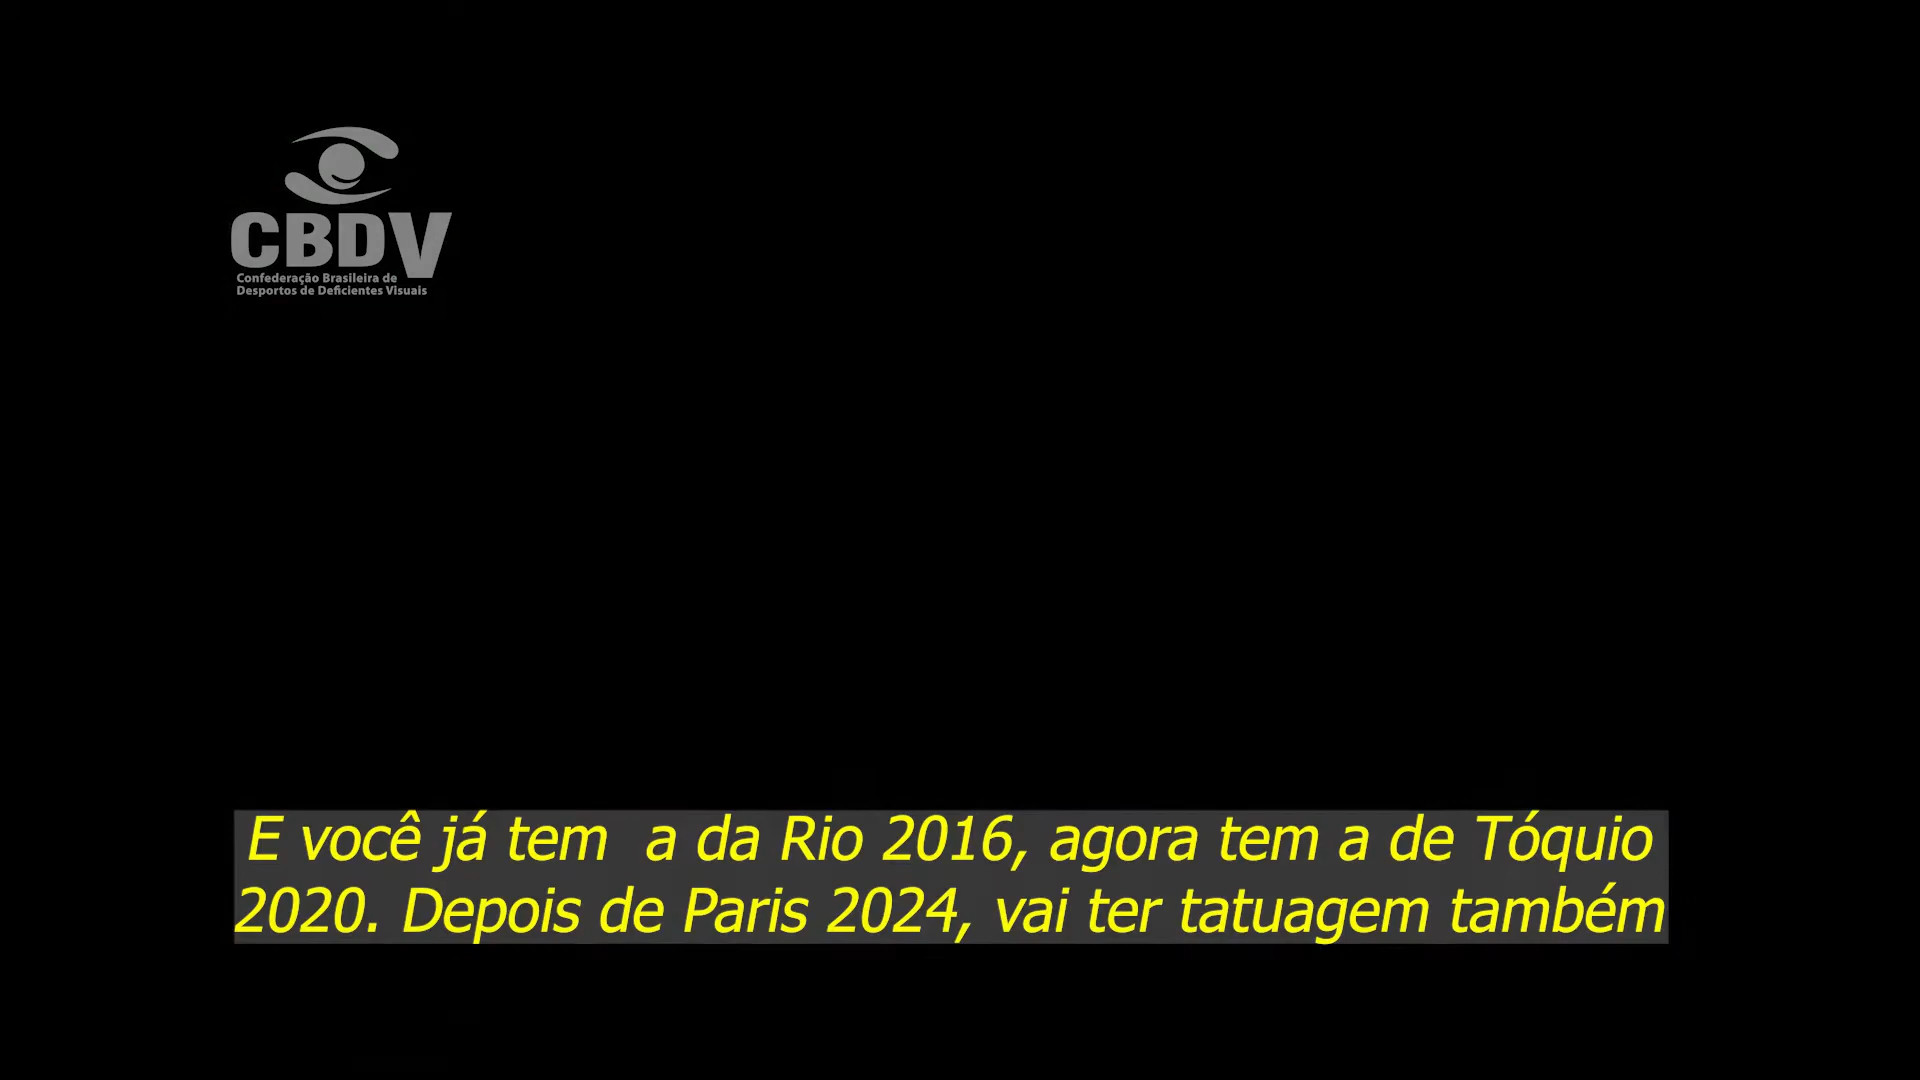 CBDV
Confederação Brasileira de
Desportos de Deficientes Visuais
E você já tem  a da Rio 2016, agora tem a de Tóquio
2020. Depois de Paris 2024, vai ter tatuagem também